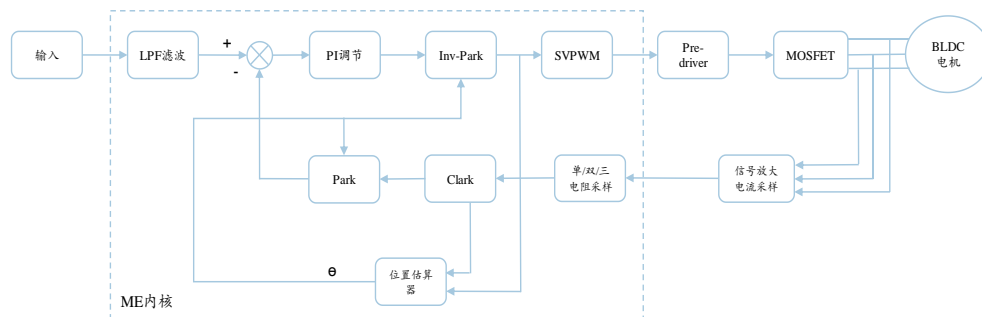 输入
LPF滤波
+
-
PI调节
Inv-Park
SVPWM
Pre-
driver
MOSFET
BLDC
电机
Park
Clark
单/双/三
电阻采样
信号放大
电流采样
θ
位置估算
器
ME内核